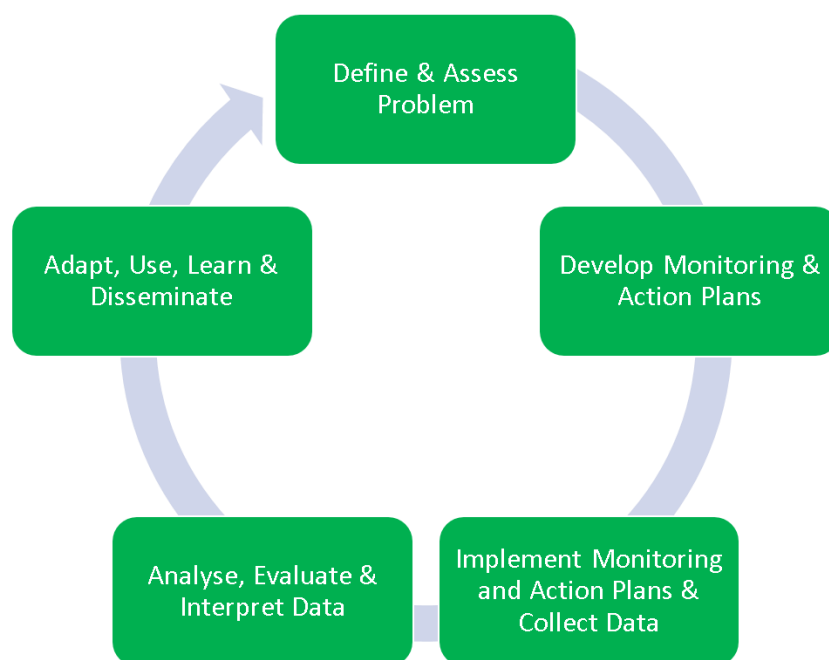 Define & Assess
Problem
Develop Monitoring &
Action Plans
Implement Monitoring
and Action Plans &
Collect Data
Analyse, Evaluate &
Interpret Data
Adapt, Use, Learn &
Disseminate